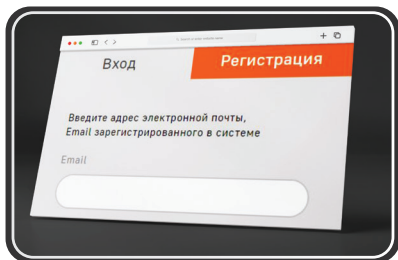 Вход
Регистрация
Введите адрес электронной почты,
Email зарегистрированного в системе
Email